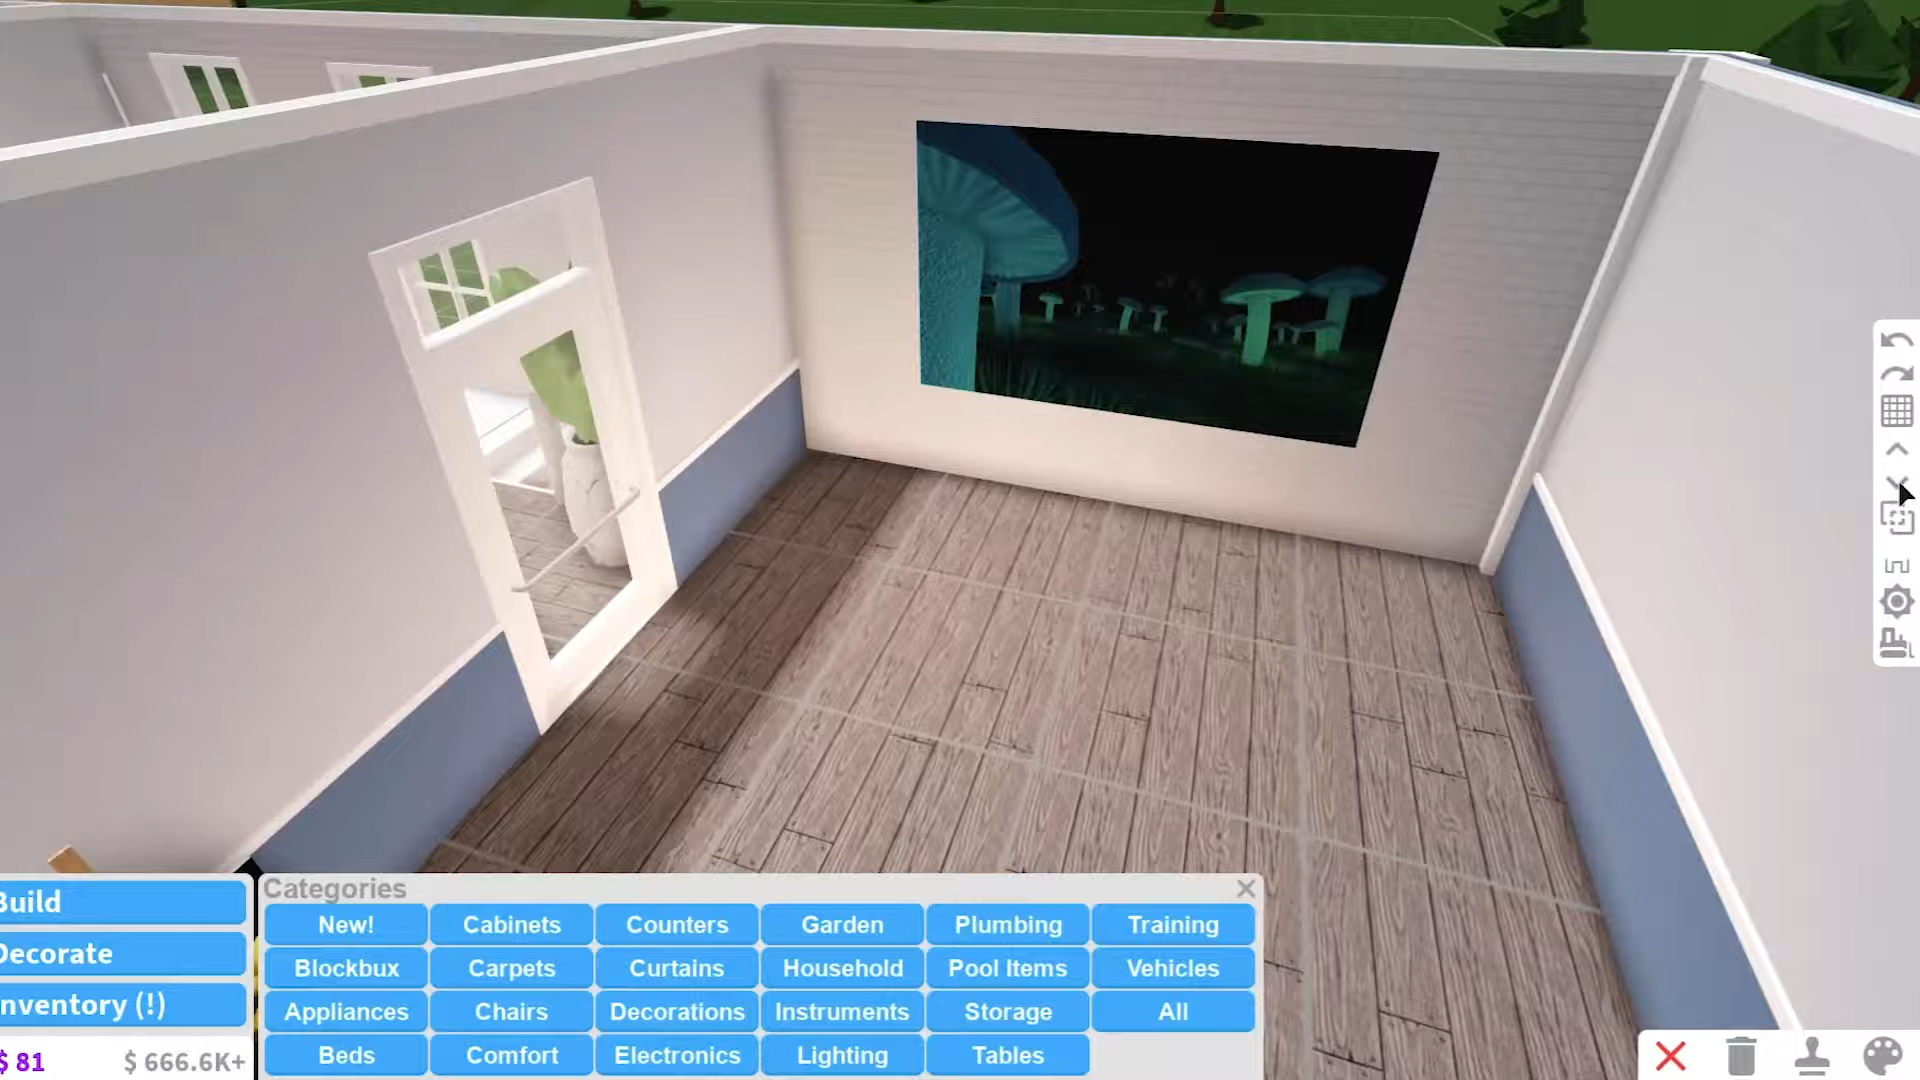 Build
Decorate
Inventory (!)
$ 81 $ 666.6K+
Categories
New! Cabinets Counters Garden Plumbing Training
Blockbux Carpets Curtains Household Pool Items Vehicles
Appliances Chairs Decorations Instruments Storage All
Beds Comfort Electronics Lighting Tables